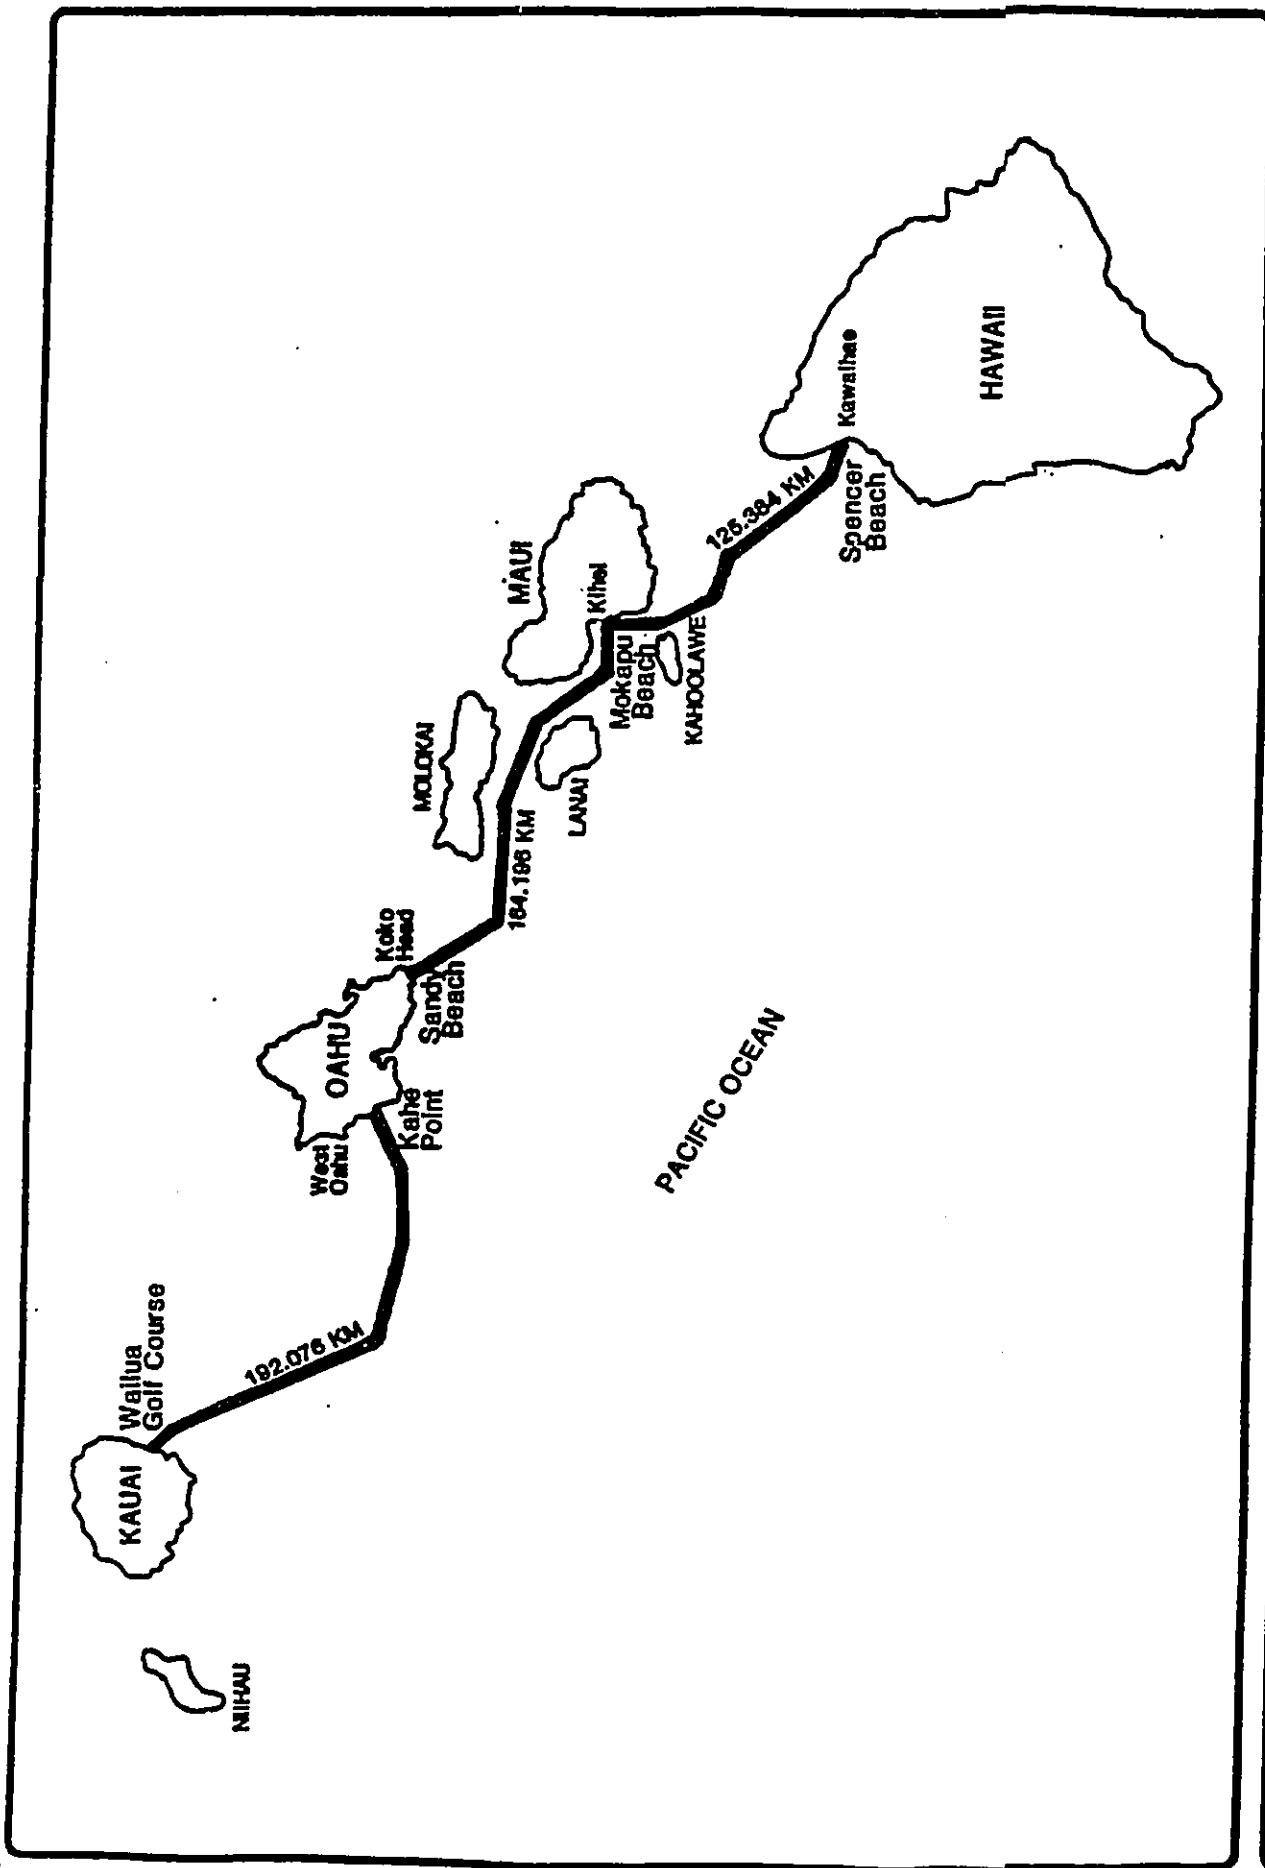 NIIHAU
KAUAI
Wailua
Golf Course
192.076 KM
West
Oahu
OAHU
Kahe
Point
Koko
Head
Sandy
Beach
MOLOKAI
164.196 KM
LANAI
MAUI
Kihei
Mokapu
Beach
KAHOOLAWE
125.384 KM
Kawaihae
Spencer
Beach
HAWAII
PACIFIC OCEAN